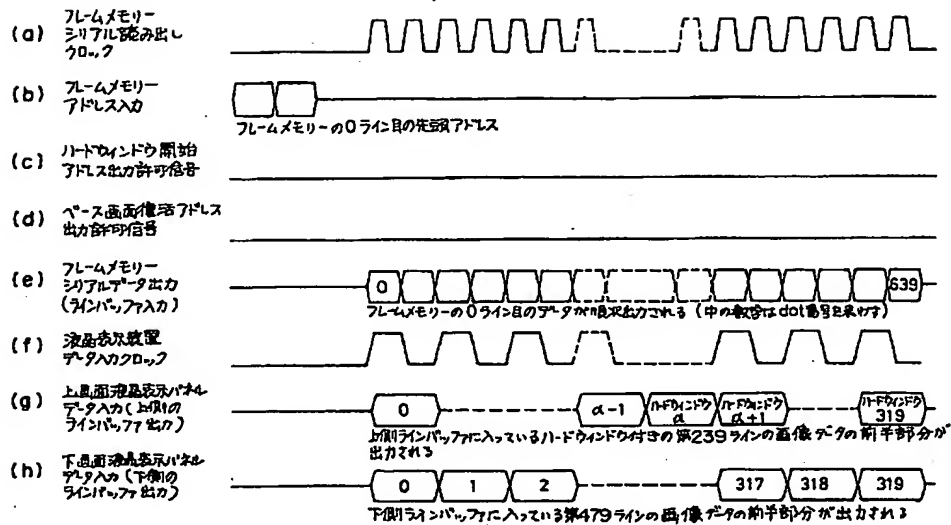 (a) フレームメモリー
シリアル読み出し
クロック
(b) フレームメモリー
アドレス入力
フレームメモリーの0ライン目の先頭アドレス
(c) ハードウィンドウ開始
アドレス出力許可信号
(d) ベース画面復活アドレス
出力許可信号
(e) フレームメモリー
シリアルデータ出力
(ラインバッファ入力)
0
639
フレームメモリーの0ライン目のデータが順次出力される (中の数字はdot番号を表わす)
(f) 液晶表示装置
データ入力クロック
(g) 上画面液晶表示パネル
データ入力(上側の
ラインバッファ出力)
0
α-1
ハードウィンドウ
α
ハードウィンドウ
α+1
ハードウィンドウ
319
上側ラインバッファに入っているハードウィンドウ付きの第239ラインの画像データの前半部分が
出力される
(h) 下画面液晶表示パネル
データ入力(下側の
ラインバッファ出力)
0 1 2 317 318 319
下側ラインバッファに入っている第479ラインの画像データの前半部分が出力される